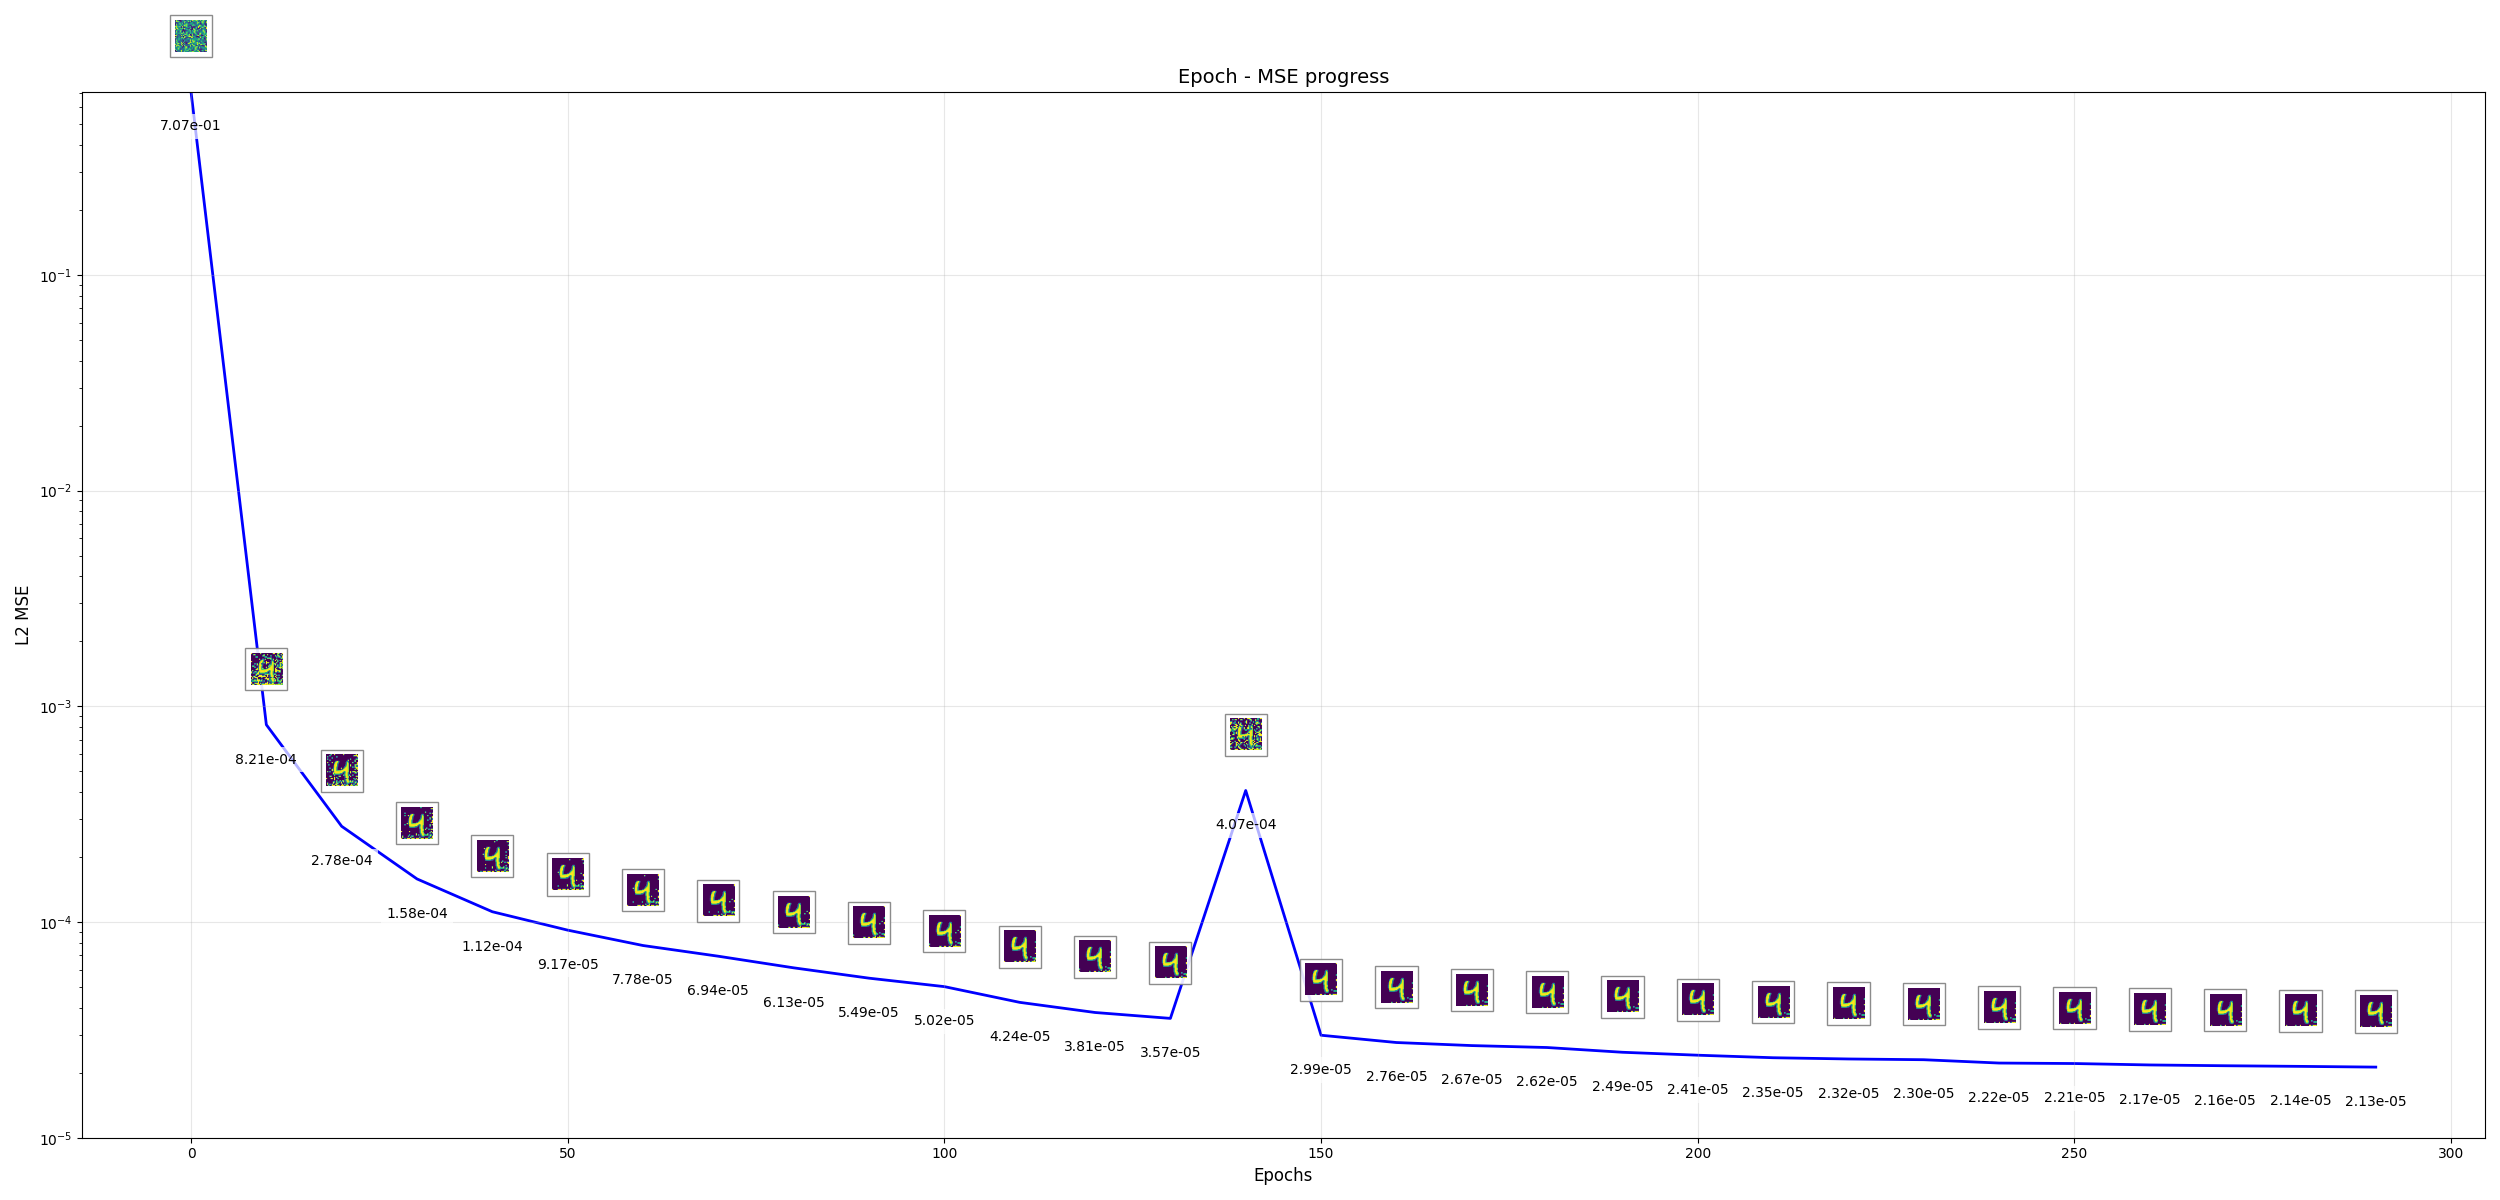 Epoch - MSE progress
L2 MSE
10⁻¹
10⁻²
10⁻³
10⁻⁴
10⁻⁵
7.07e-01
8.21e-04
2.78e-04
1.58e-04
1.12e-04
9.17e-05
7.78e-05
6.94e-05
6.13e-05
5.49e-05
5.02e-05
4.24e-05
3.81e-05
3.57e-05
4.07e-04
2.99e-05
2.76e-05
2.67e-05
2.62e-05
2.49e-05
2.41e-05
2.35e-05
2.32e-05
2.30e-05
2.22e-05
2.21e-05
2.17e-05
2.16e-05
2.14e-05
2.13e-05
0 50 100 150 200 250 300
Epochs